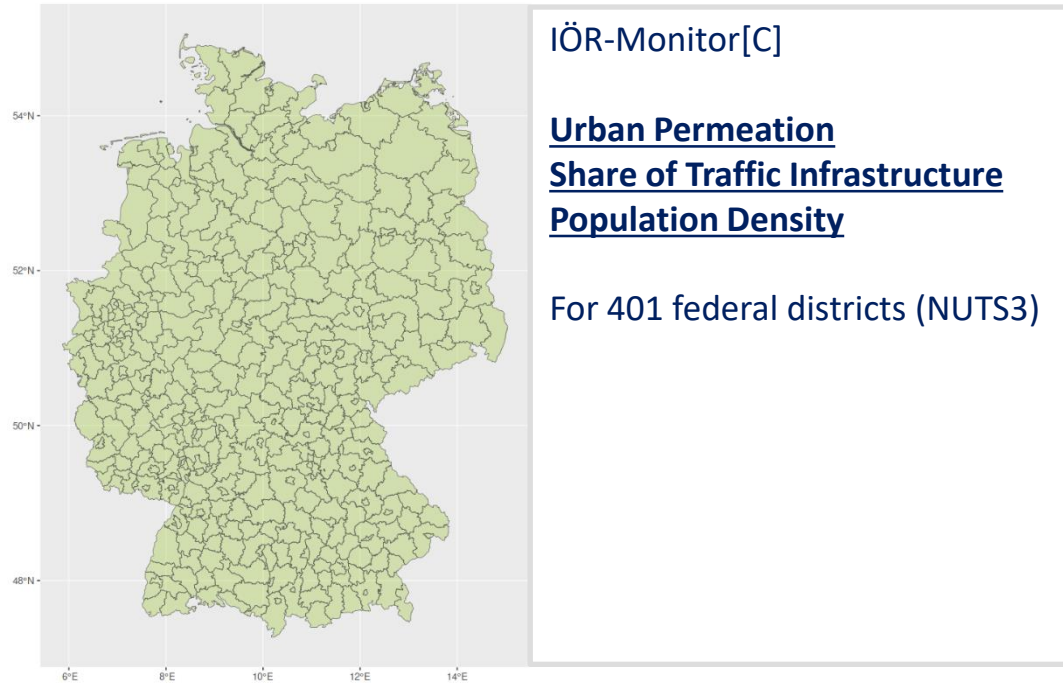 IÖR-Monitor[C]
Urban Permeation
Share of Traffic Infrastructure
Population Density
For 401 federal districts (NUTS3)
54°N
52°N
50°N
48°N
6°E
8°E
10°E
12°E
14°E